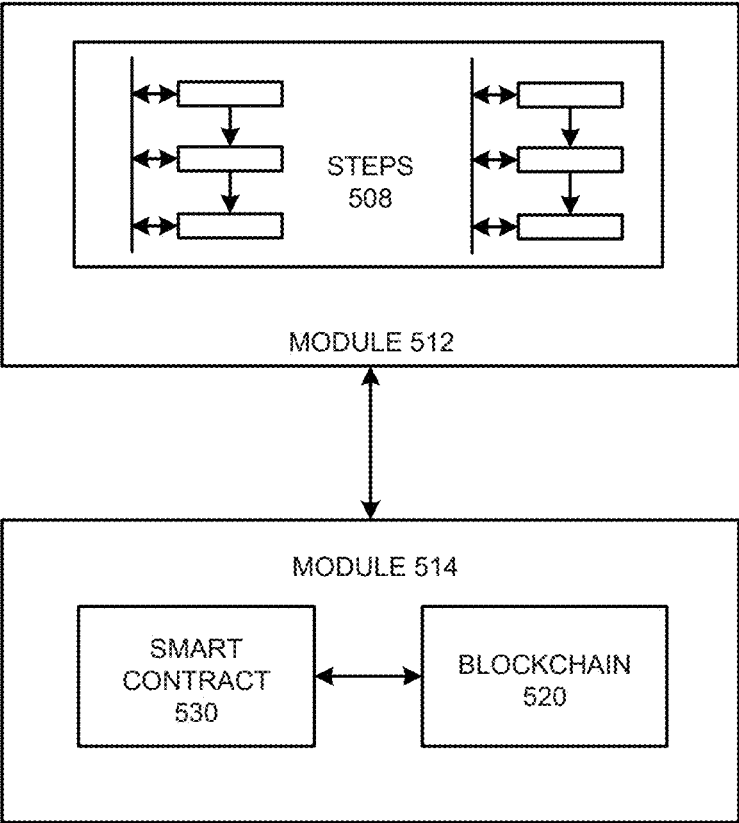 STEPS
508
MODULE 512
MODULE 514
SMART
CONTRACT
530
BLOCKCHAIN
520